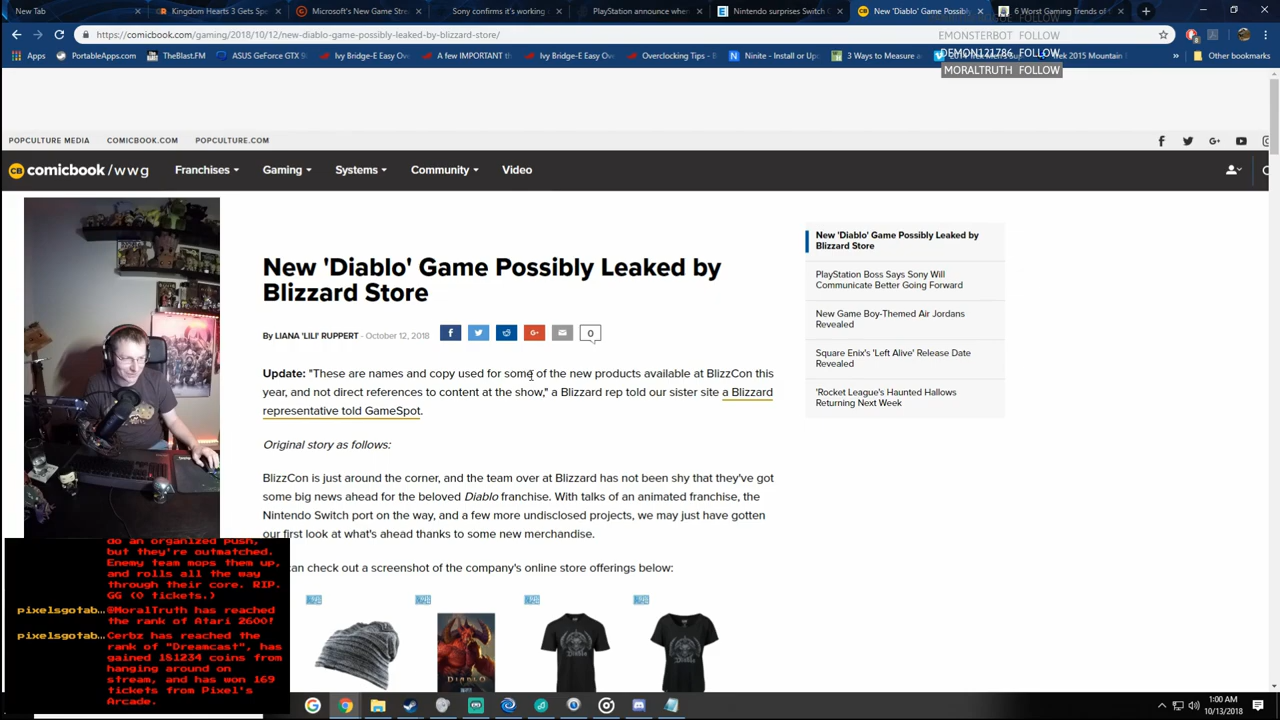 New Tab
Kingdom Hearts 3 Gets Sp
Microsoft's New Game Stre
Sony confirms it's working
PlayStation announce when
Nintendo surprises Switch
New 'Diablo' Game Possibly
6 Worst Gaming Trends of
FOLLOW
EMONSTERBOT FOLLOW
https://comicbook.com/gaming/2018/10/12/new-diablo-game-possibly-leaked-by-blizzard-store/
DEMON121786 FOLLOW
Apps
PortableApps.com
TheBlast.FM
ASUS GeForce GTX 9
Ivy Bridge-E Easy Ove
A few IMPORTANT th
Ivy Bridge-E Easy Ove
Overclocking Tips - B
Ninite - Install or Up
3 Ways to Measure a
Trek 2015 Mountain
Other bookmarks
MORALTRUTH FOLLOW
POPCULTURE MEDIA
COMICBOOK.COM
POPCULTURE.COM
CB comicbook/wwg
Franchises
Gaming
Systems
Community
Video
New 'Diablo' Game Possibly Leaked by
Blizzard Store
By LIANA 'LILI' RUPPERT - October 12, 2018
0
Update: "These are names and copy used for some of the new products available at BlizzCon this
year, and not direct references to content at the show," a Blizzard rep told our sister site a Blizzard
representative told GameSpot.
Original story as follows:
BlizzCon is just around the corner, and the team over at Blizzard has not been shy that they've got
some big news ahead for the beloved Diablo franchise. With talks of an animated franchise, the
Nintendo Switch port on the way, and a few more undisclosed projects, we may just have gotten
our first look at what's ahead thanks to some new merchandise.
can check out a screenshot of the company's online store offerings below:
DIABLO
New 'Diablo' Game Possibly Leaked by
Blizzard Store
PlayStation Boss Says Sony Will
Communicate Better Going Forward
New Game Boy-Themed Air Jordans
Revealed
Square Enix's 'Left Alive' Release Date
Revealed
'Rocket League's Haunted Hallows
Returning Next Week
do an organized push,
but they're outmatched.
Enemy team mops them up,
and rolls all the way
through their core. RIP.
GG (0 tickets.)
pixelsgotab… @MoralTruth has reached
the rank of Atari 2600!
pixelsgotab… Cerbz has reached the
rank of "Dreamcast", has
gained 181234 coins from
hanging around on
stream, and has won 169
tickets from Pixel's
Arcade.
1:00 AM
10/13/2018